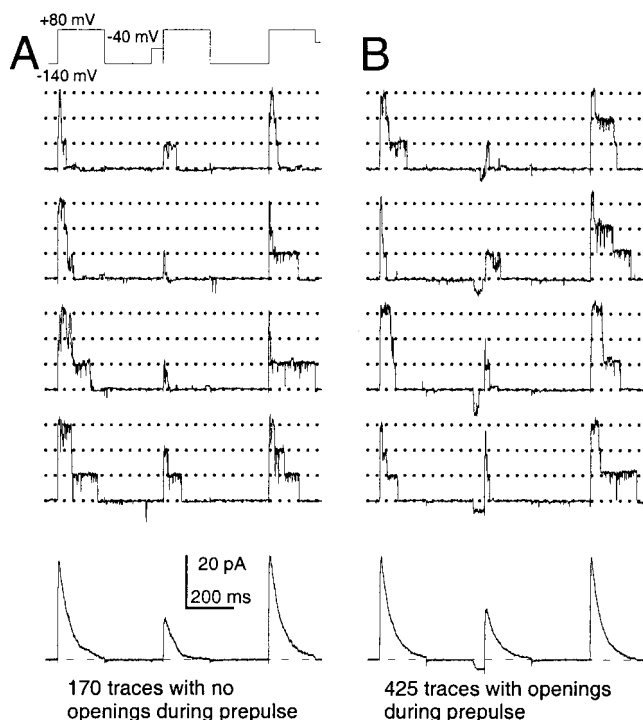 +80 mV
-40 mV
-140 mV
A
B
20 pA
200 ms
170 traces with no
openings during prepulse
425 traces with openings
during prepulse